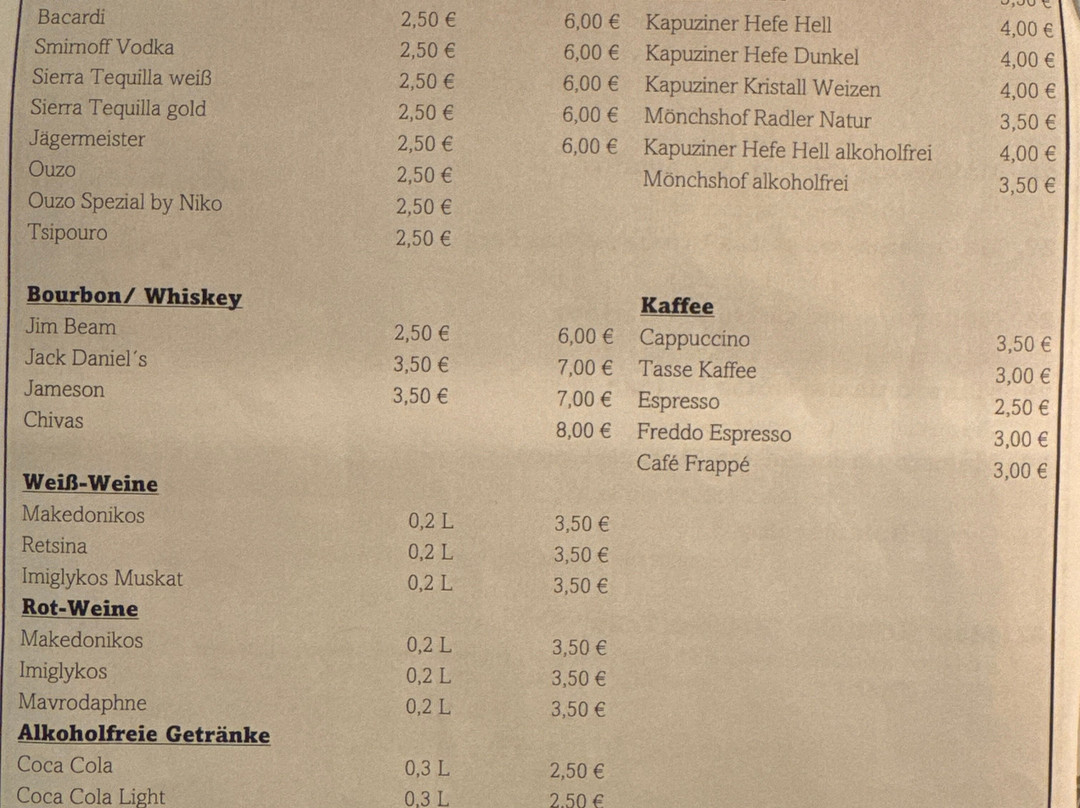 Bacardi 2,50 € 6,00 €
Smirnoff Vodka 2,50 € 6,00 €
Sierra Tequilla weiß 2,50 € 6,00 €
Sierra Tequilla gold 2,50 € 6,00 €
Jägermeister 2,50 € 6,00 €
Ouzo 2,50 €
Ouzo Spezial by Niko 2,50 €
Tsipouro 2,50 €
Bourbon/ Whiskey
Jim Beam 2,50 € 6,00 €
Jack Daniel´s 3,50 € 7,00 €
Jameson 3,50 € 7,00 €
Chivas 8,00 €
Weiß-Weine
Makedonikos 0,2 L 3,50 €
Retsina 0,2 L 3,50 €
Imiglykos Muskat 0,2 L 3,50 €
Rot-Weine
Makedonikos 0,2 L 3,50 €
Imiglykos 0,2 L 3,50 €
Mavrodaphne 0,2 L 3,50 €
Alkoholfreie Getränke
Coca Cola 0,3 L 2,50 €
Coca Cola Light 0,3 L 2,50 €
Kapuziner Hefe Hell 4,00 €
Kapuziner Hefe Dunkel 4,00 €
Kapuziner Kristall Weizen 4,00 €
Mönchshof Radler Natur 3,50 €
Kapuziner Hefe Hell alkoholfrei 4,00 €
Mönchshof alkoholfrei 3,50 €
Kaffee
Cappuccino 3,50 €
Tasse Kaffee 3,00 €
Espresso 2,50 €
Freddo Espresso 3,00 €
Café Frappé 3,00 €